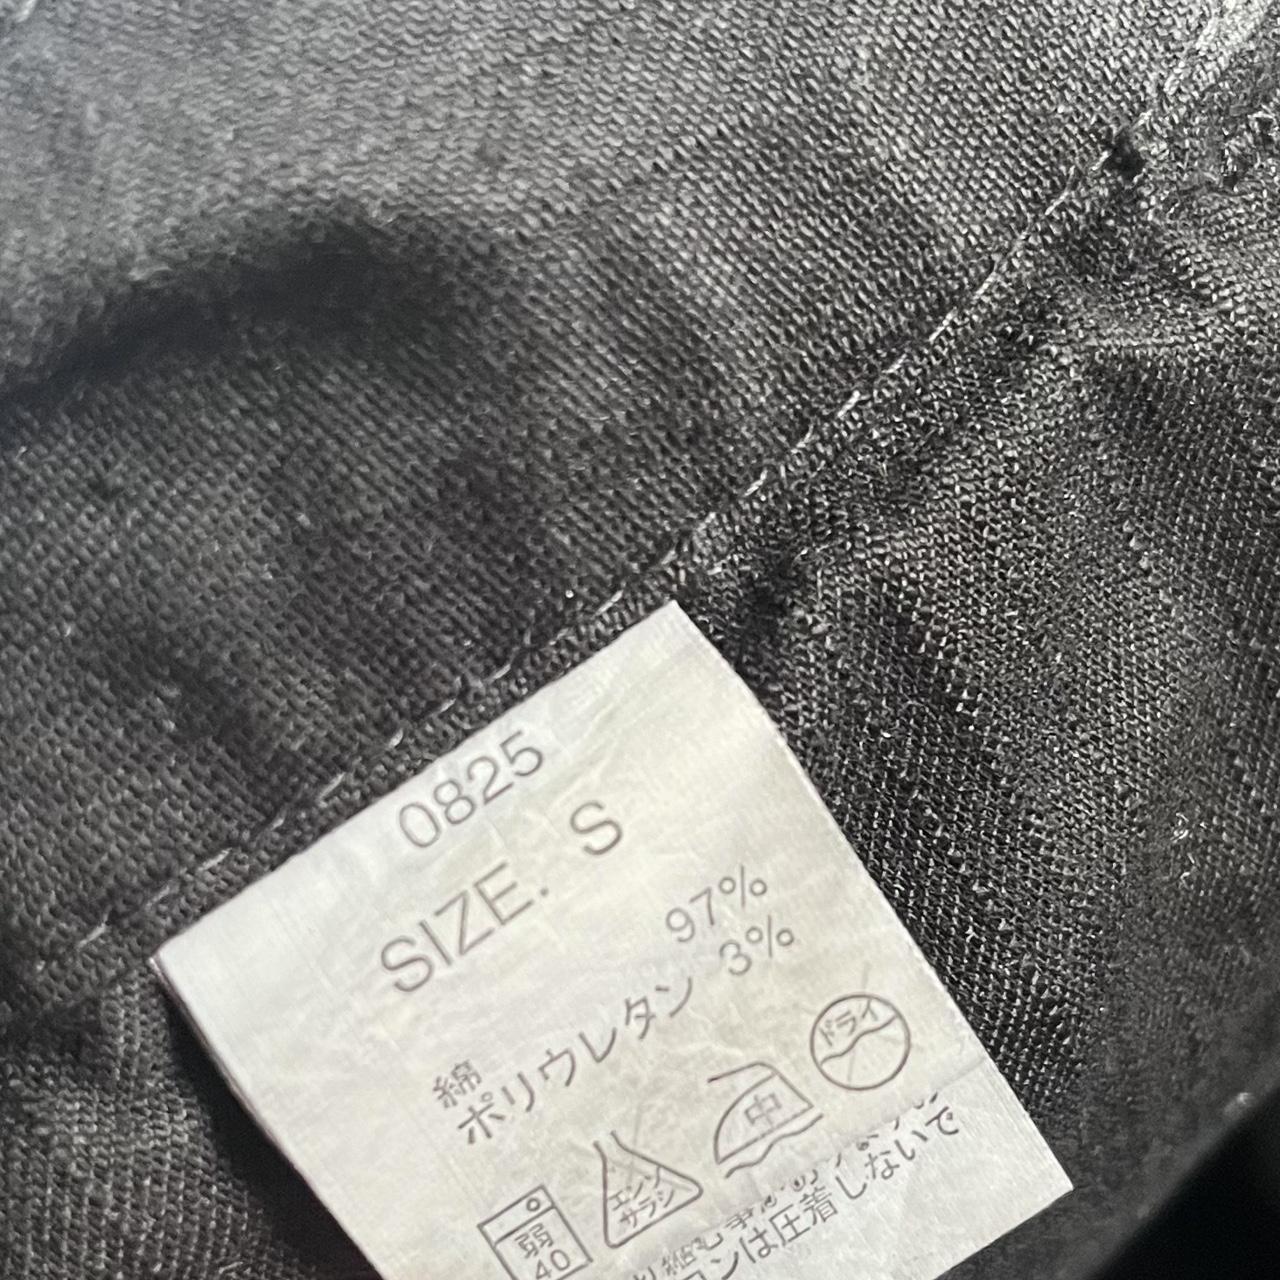 0825
SIZE. S
綿 97%
ポリウレタン 3%
弱 40
エンソ サラシ
中
ドライ
ンは圧着しないで